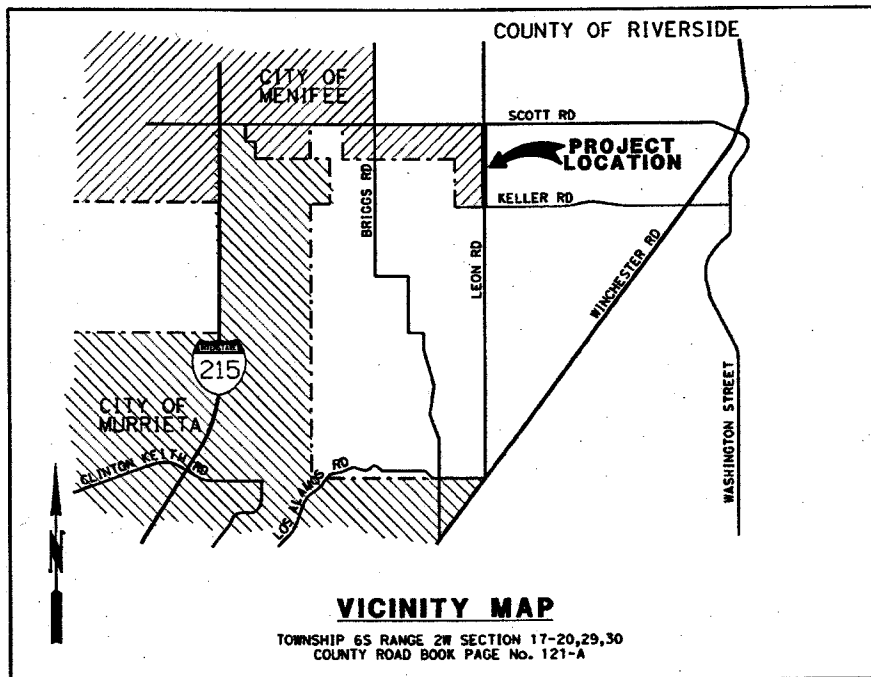 COUNTY OF RIVERSIDE
CITY OF
MENIFEE
SCOTT RD
PROJECT
LOCATION
BRIGGS RD
KELLER RD
LEON RD
WINCHESTER RD
INTERSTATE
215
CITY OF
MURRIETA
CLINTON KEITH RD
LOS ALAMOS RD
WASHINGTON STREET
N
VICINITY MAP
TOWNSHIP 6S RANGE 2W SECTION 17-20,29,30
COUNTY ROAD BOOK PAGE No. 121-A